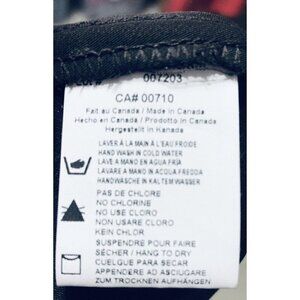 007203
CA# 00710
Fait au Canada / Made in Canada
Hecho en Canada / Prodotto in Canada
Hergestellt in Kanada
LAVER À LA MAIN À L'EAU FROIDE
HAND WASH IN COLD WATER
LAVE A MANO EN AGUA FRÍA
LAVARE A MANO IN ACQUA FREDDA
HANDWÄSCHE IN KALTEM WASSER
PAS DE CHLORE
NO CHLORINE
NO USE CLORO
NON USARE CLORO
KEIN CHLOR
SUSPENDRE POUR FAIRE
SÉCHER / HANG TO DRY
CUELGUE PARA SECAR
APPENDERE AD ASCIUGARE
ZUM TROCKNEN AUFHÄNGEN